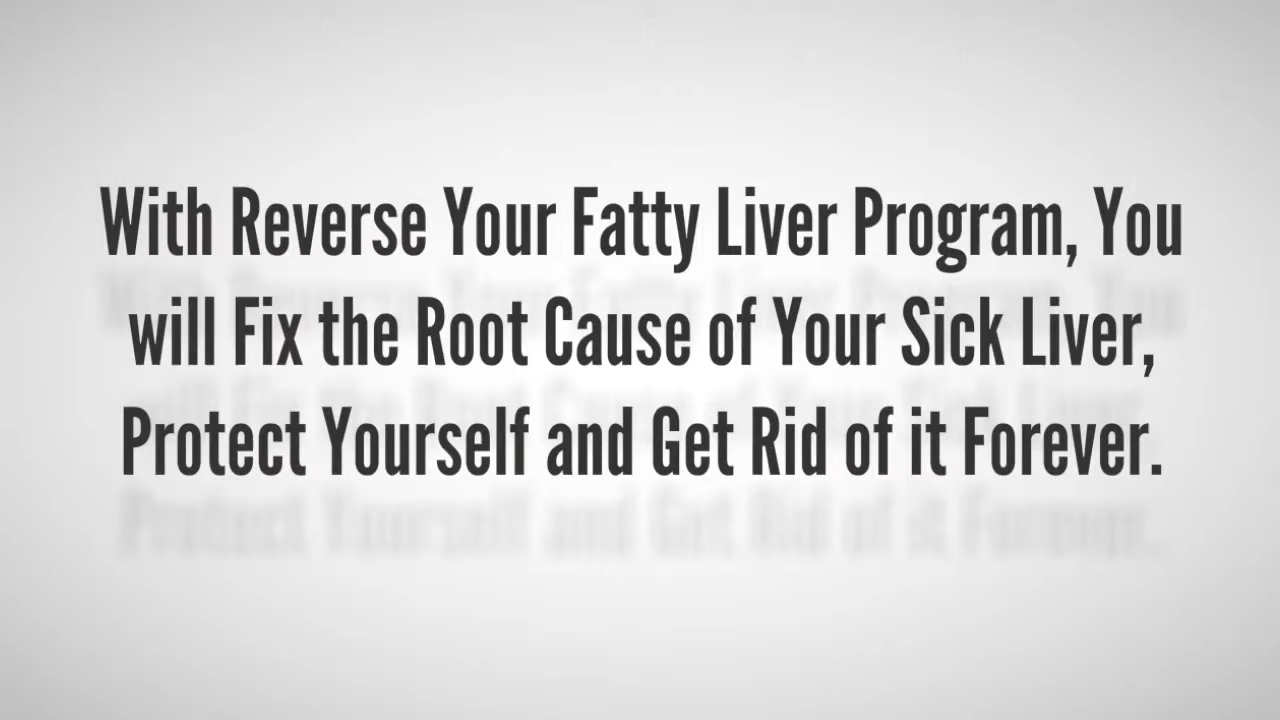 With Reverse Your Fatty Liver Program, You
will Fix the Root Cause of Your Sick Liver,
Protect Yourself and Get Rid of it Forever.